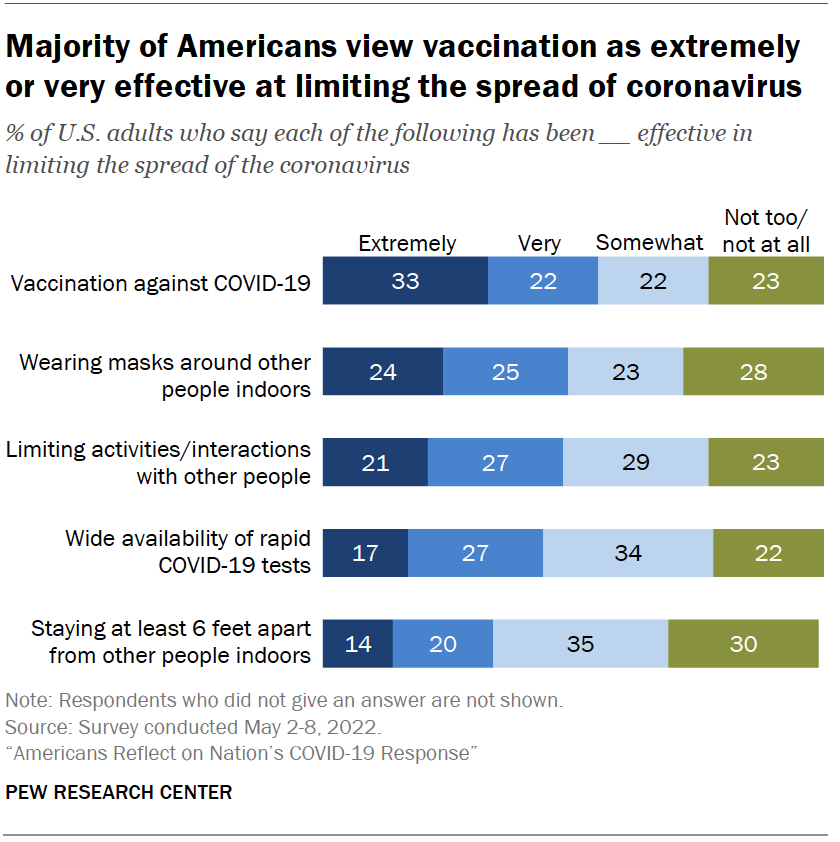 Majority of Americans view vaccination as extremely
or very effective at limiting the spread of coronavirus
% of U.S. adults who say each of the following has been __ effective in
limiting the spread of the coronavirus
Extremely Very Somewhat Not too/
not at all
Vaccination against COVID-19 33 22 22 23
Wearing masks around other
people indoors 24 25 23 28
Limiting activities/interactions
with other people 21 27 29 23
Wide availability of rapid
COVID-19 tests 17 27 34 22
Staying at least 6 feet apart
from other people indoors 14 20 35 30
Note: Respondents who did not give an answer are not shown.
Source: Survey conducted May 2-8, 2022.
“Americans Reflect on Nation’s COVID-19 Response”
PEW RESEARCH CENTER